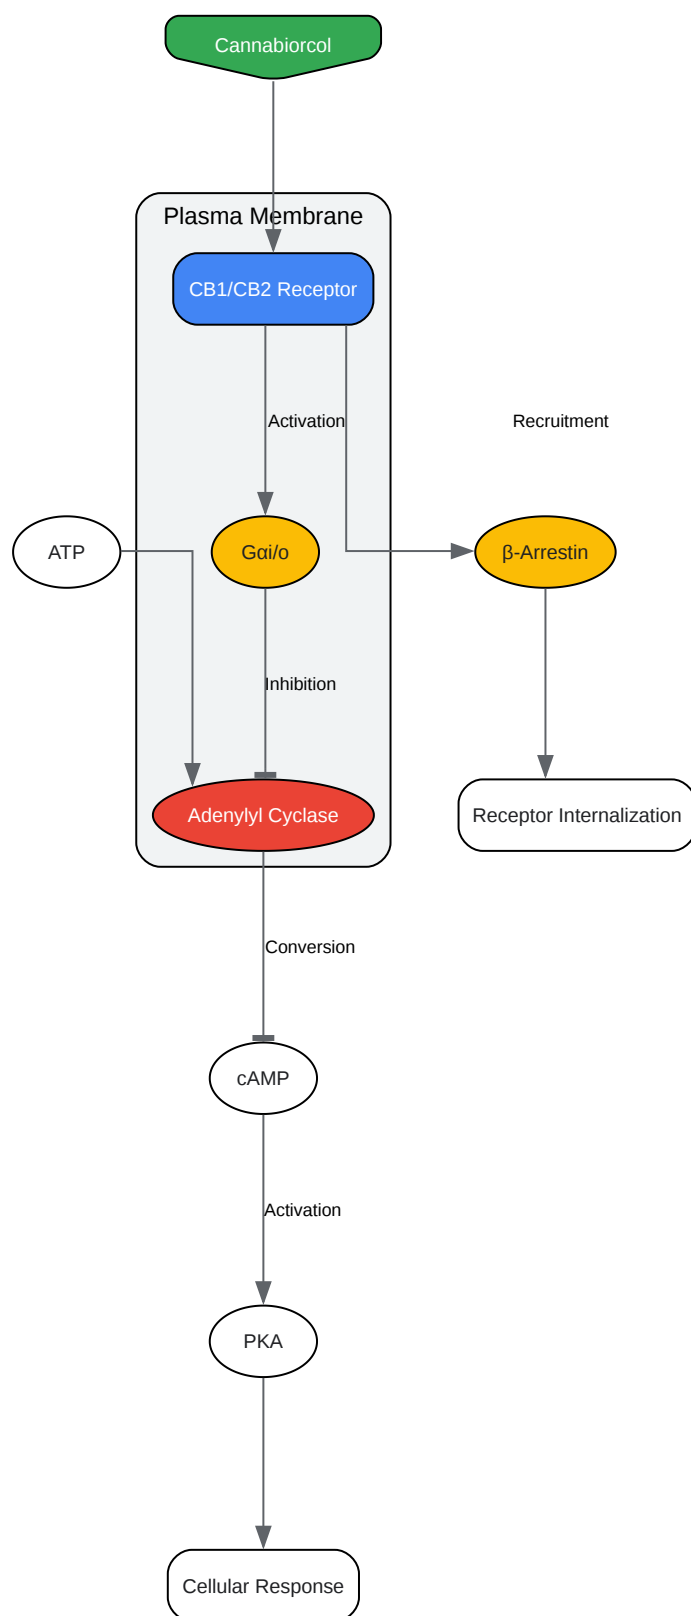 Cannabiorcol
Plasma Membrane
CB1/CB2 Receptor
Activation
Recruitment
ATP
Gαi/o
β-Arrestin
Inhibition
Adenylyl Cyclase
Receptor Internalization
Conversion
cAMP
Activation
PKA
Cellular Response